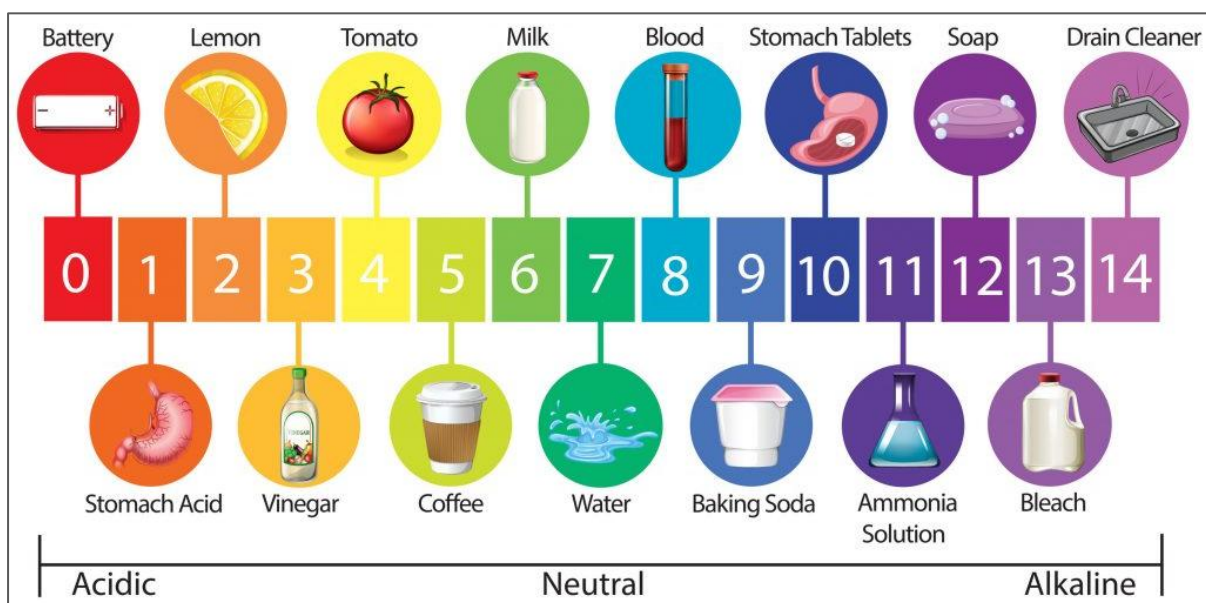 Battery Lemon Tomato Milk Blood Stomach Tablets Soap Drain Cleaner
- +
0 1 2 3 4 5 6 7 8 9 10 11 12 13 14
VINEGAR
Stomach Acid Vinegar Coffee Water Baking Soda Ammonia Bleach
Solution
Acidic Neutral Alkaline